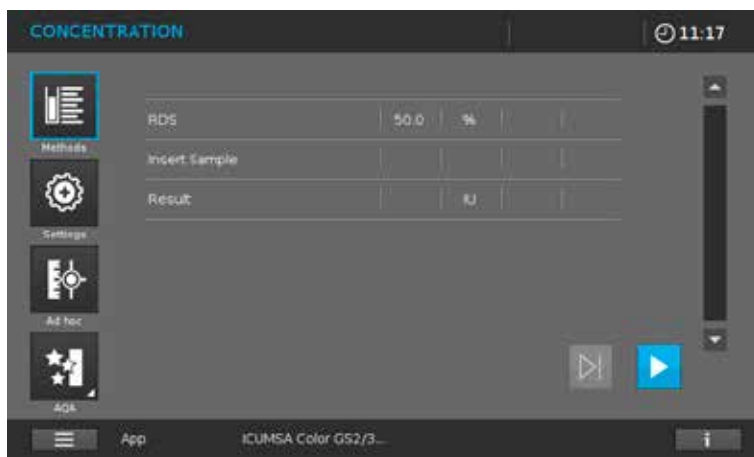 CONCENTRATION 11:17
Methods
RDS 50.0 %
Insert Sample
Result IU
Settings
Ad hoc
AQA
App ICUMSA Color GS2/3...
i